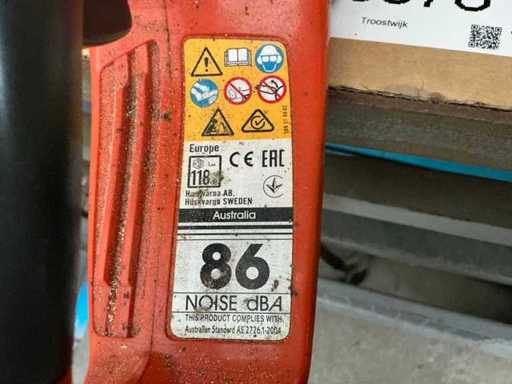 Troostwijk
Europe
CE EAC
118
Husqvarna AB,
Huskvarna SWEDEN
Australia
86
NOISE dBA
THIS PRODUCT COMPLIES WITH
Australian Standard AS 2726.1-2004